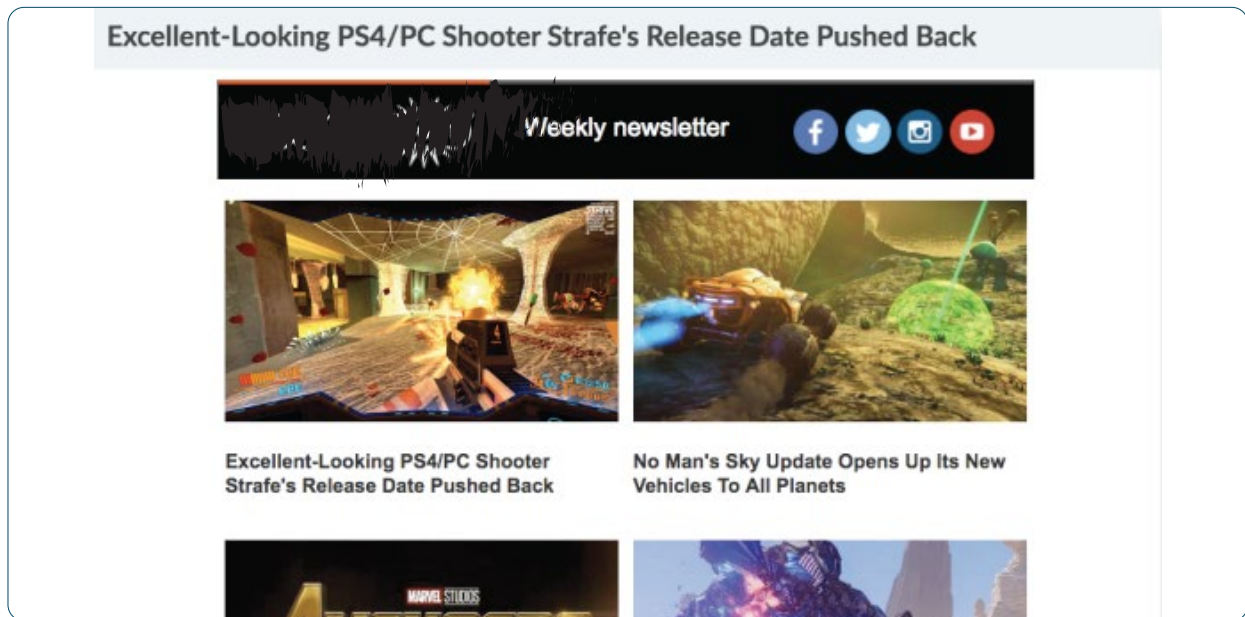 Excellent-Looking PS4/PC Shooter Strafe's Release Date Pushed Back
Weekly newsletter
Excellent-Looking PS4/PC Shooter
Strafe's Release Date Pushed Back
No Man's Sky Update Opens Up Its New
Vehicles To All Planets
MARVEL STUDIOS